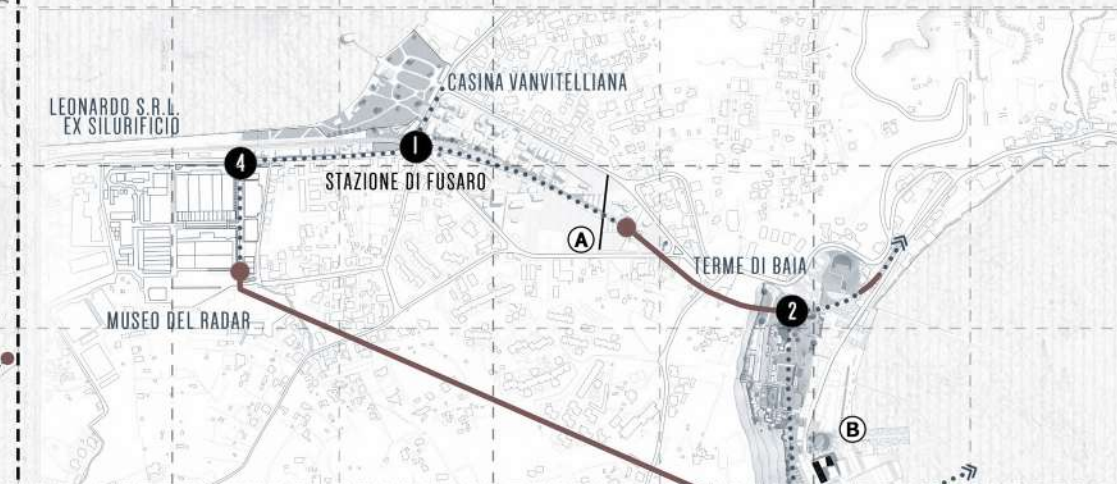 CASINA VANVITELLIANA
LEONARDO S.R.L.
EX SILURIFICIO
1
4
STAZIONE DI FUSARO
A
TERME DI BAIA
2
MUSEO DEL RADAR
B